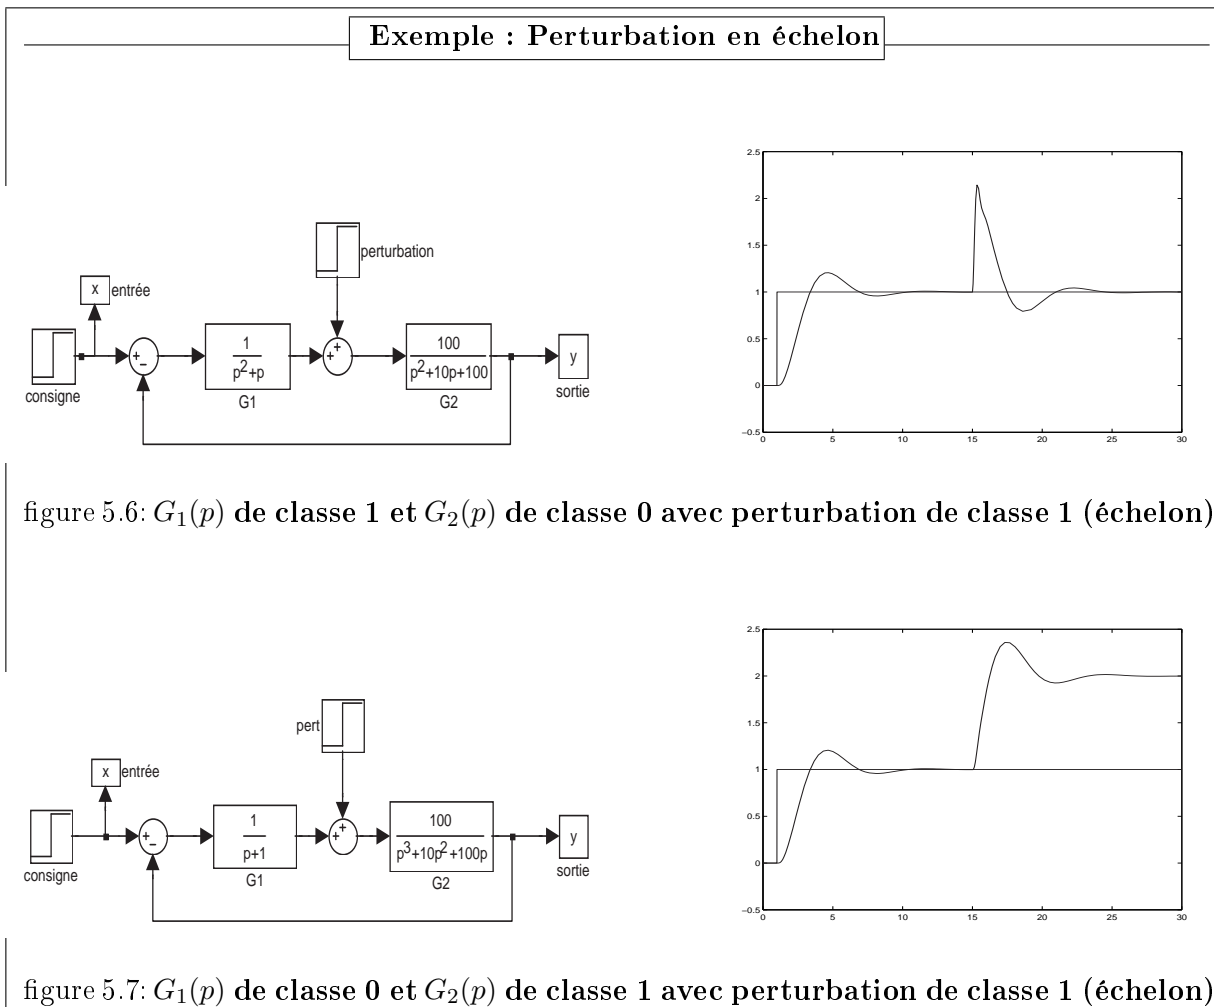 Exemple : Perturbation en échelon
perturbation
x entrée
consigne
+
−
1
p²+p
G1
+ +
100
p²+10p+100
G2
y
sortie
2.5
2
1.5
1
0.5
0
−0.5
0 5 10 15 20 25 30
figure 5.6: G₁(p) de classe 1 et G₂(p) de classe 0 avec perturbation de classe 1 (échelon)
pert
x entrée
consigne
+
−
1
p+1
G1
+ +
100
p³+10p²+100p
G2
y
sortie
2.5
2
1.5
1
0.5
0
−0.5
0 5 10 15 20 25 30
figure 5.7: G₁(p) de classe 0 et G₂(p) de classe 1 avec perturbation de classe 1 (échelon)